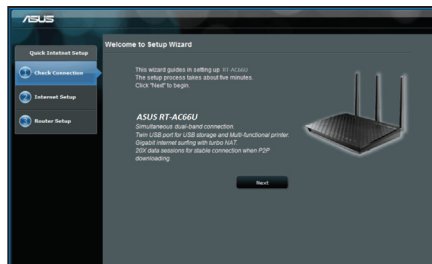 ASUS
Quick Internet Setup
1 Check Connection
2 Internet Setup
3 Router Setup
Welcome to Setup Wizard
This wizard guides in setting up RT-AC66U
The setup process takes about five minutes.
Click "Next" to begin.
ASUS RT-AC66U
Simultaneous dual-band connection.
Twin USB port for USB storage and Multi-functional printer.
Gigabit internet surfing with turbo NAT.
20X data sessions for stable connection when P2P
downloading
Next